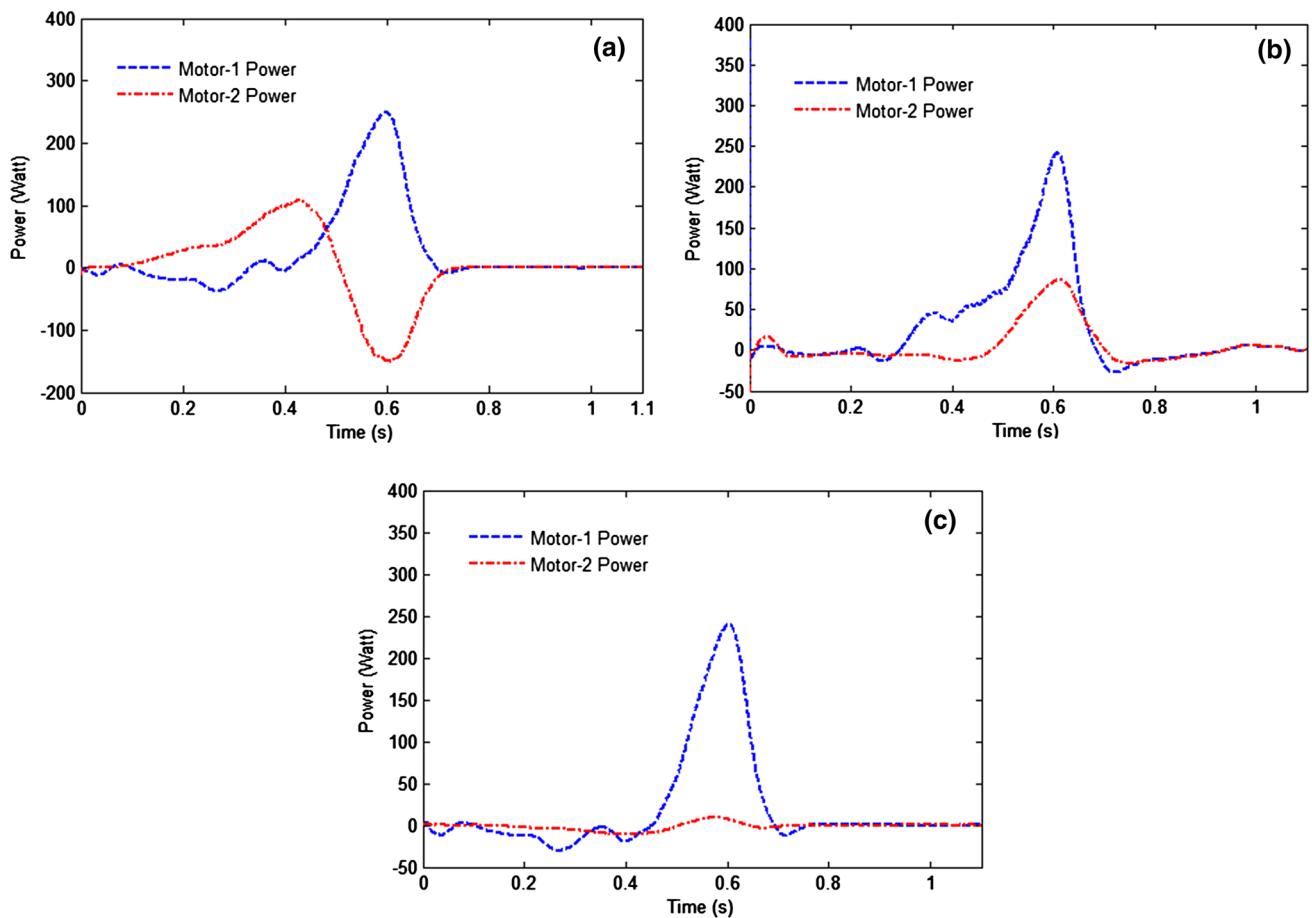 (a)
Motor-1 Power
Motor-2 Power
Power (Watt)
400
300
200
100
0
-100
-200
0 0.2 0.4 0.6 0.8 1 1.1
Time (s)
(b)
Motor-1 Power
Motor-2 Power
Power (Watt)
400
350
300
250
200
150
100
50
0
-50
0 0.2 0.4 0.6 0.8 1
Time (s)
(c)
Motor-1 Power
Motor-2 Power
Power (Watt)
400
350
300
250
200
150
100
50
0
-50
0 0.2 0.4 0.6 0.8 1
Time (s)